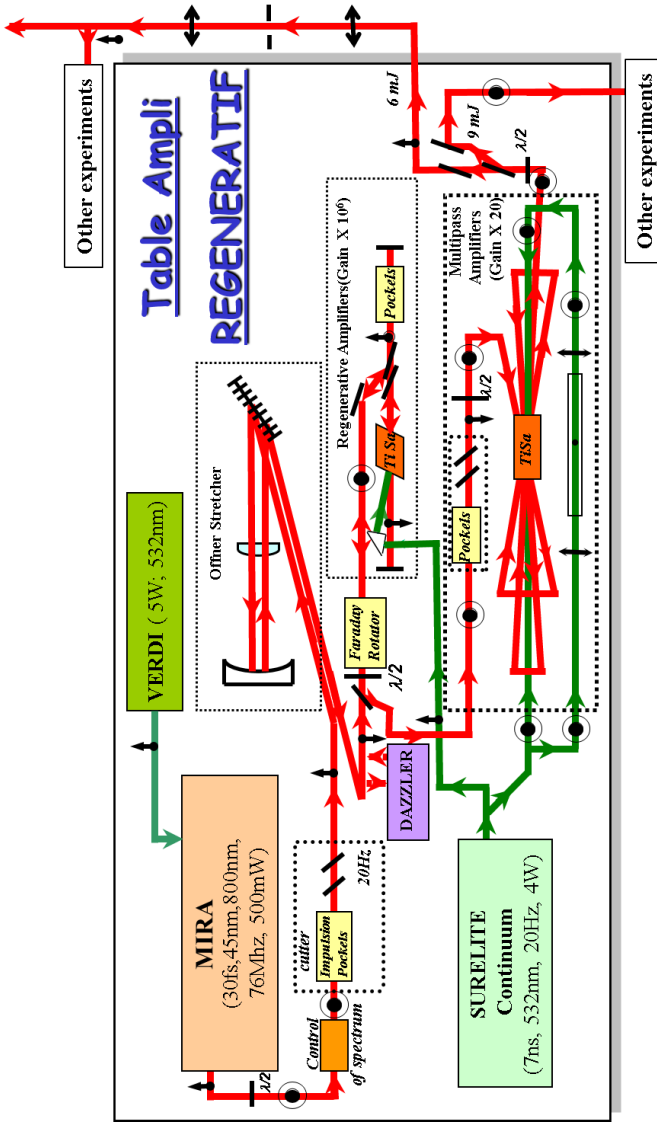 Table Ampli
REGENERATIF
Other experiments
6 mJ
9 mJ
λ/2
Other experiments
VERDI ( 5W; 532nm)
Offner Stretcher
Regenerative Amplifiers(Gain X 10⁶)
Pockels
Ti Sa
Multipass
Amplifiers
(Gain X 20)
λ/2
Pockels
TiSa
MIRA
(30fs,45nm,800nm,
76Mhz, 500mW)
λ/2
Control
of spectrum
cutter
Impulsion
Pockels
20Hz
Faraday
Rotator
λ/2
DAZZLER
SURELITE
Continuum
(7ns, 532nm, 20Hz, 4W)